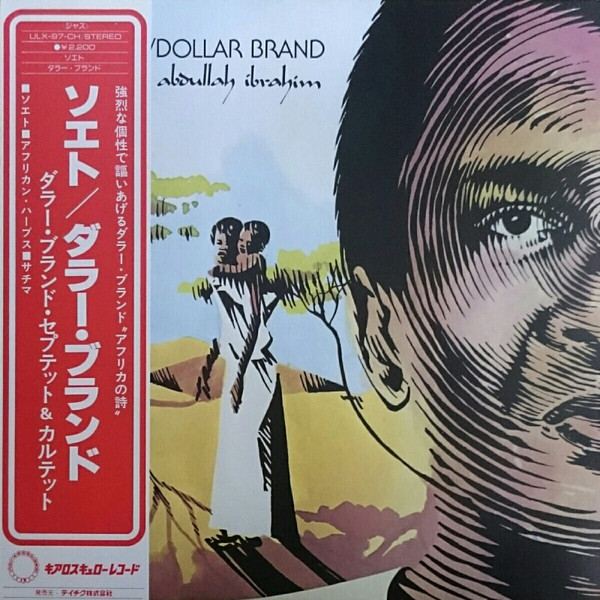 〈ジャズ〉
ULX-97-CH/STEREO
●¥2,200
ソエト
ダラー・ブランド
強烈な個性で謳いあげるダラー・ブランド〝アフリカの詩〟
ソエト/ダラー・ブランド
ダラー・ブランド・セプテット&カルテット
■ソエト■アフリカン・ハーブス■サチマ
キアロスキュローレコード
発売元・テイチク株式会社
/DOLLAR BRAND
abdullah ibrahim